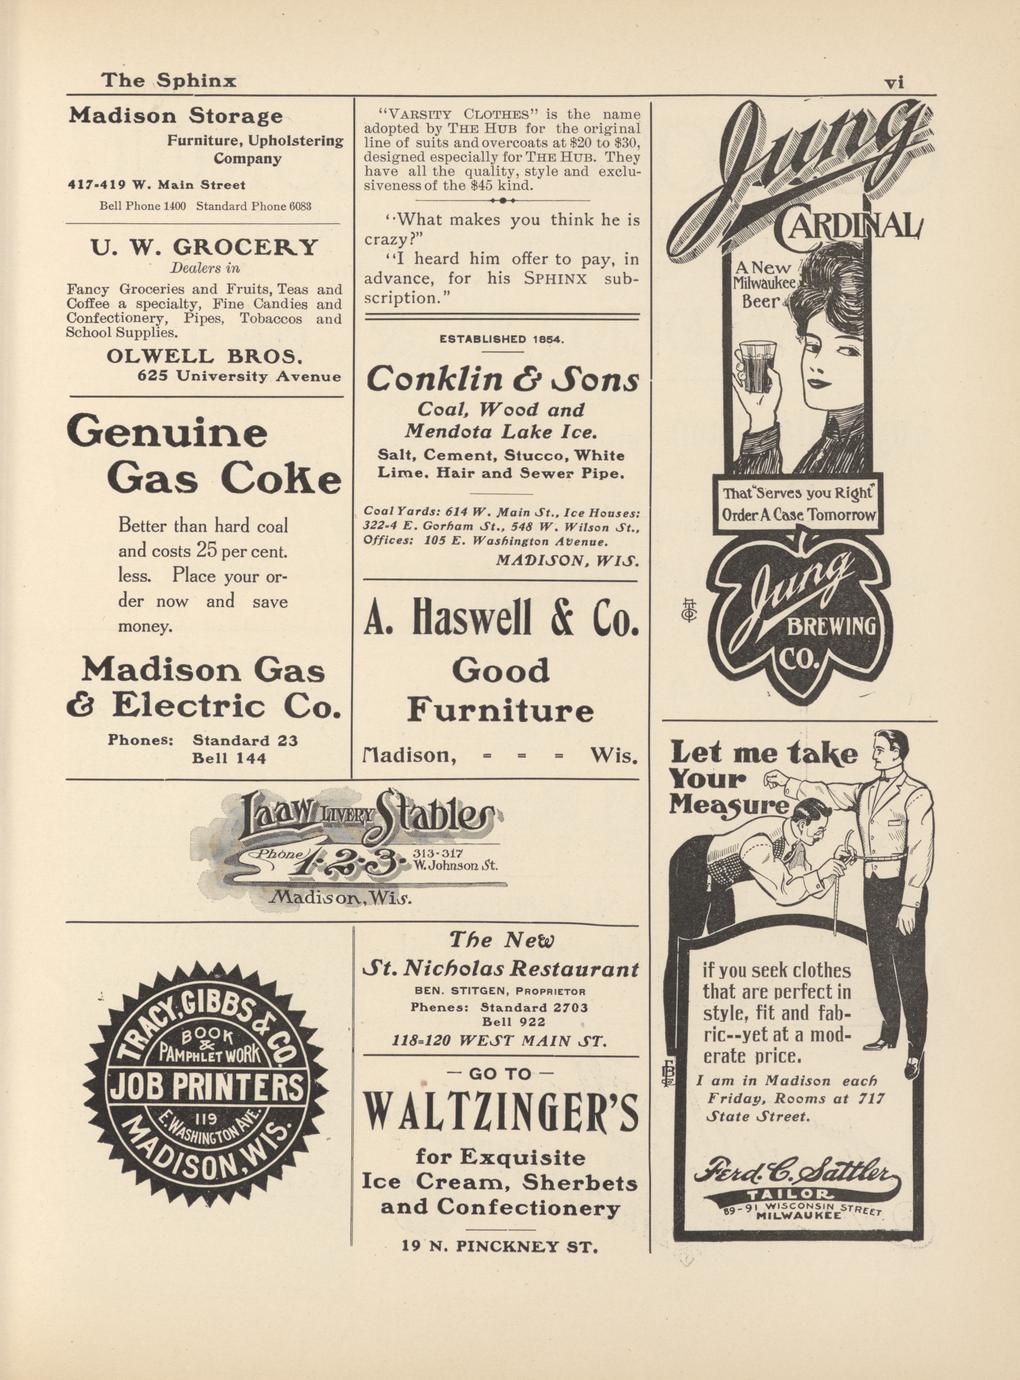 The Sphinx
vi
Madison Storage
Furniture, Upholstering
Company
417-419 W. Main Street
Bell Phone 1400 Standard Phone 6083
U. W. GROCERY
Dealers in
Fancy Groceries and Fruits, Teas and
Coffee a specialty, Fine Candies and
Confectionery, Pipes, Tobaccos and
School Supplies.
OLWELL BROS.
625 University Avenue
Genuine
Gas Coke
Better than hard coal
and costs 25 per cent.
less. Place your or-
der now and save
money.
Madison Gas
& Electric Co.
Phones: Standard 23
Bell 144
"VARSITY CLOTHES" is the name
adopted by THE HUB for the original
line of suits and overcoats at $20 to $30,
designed especially for THE HUB. They
have all the quality, style and exclu-
siveness of the $45 kind.
"What makes you think he is
crazy?"
"I heard him offer to pay, in
advance, for his SPHINX sub-
scription."
ESTABLISHED 1854.
Conklin & Sons
Coal, Wood and
Mendota Lake Ice.
Salt, Cement, Stucco, White
Lime. Hair and Sewer Pipe.
Coal Yards: 614 W. Main St., Ice Houses:
322-4 E. Gorham St., 548 W. Wilson St.,
Offices: 105 E. Washington Avenue.
MADISON, WIS.
A. Haswell & Co.
Good
Furniture
Madison, = = = Wis.
Laaw LIVERY Stables
Phone 1-2-3- 313-317
W. Johnson St.
Madison, Wis.
TRACY, GIBBS & CO.
BOOK
&
PAMPHLET WORK
JOB PRINTERS
119
E. WASHINGTON AVE.
MADISON, WIS.
The New
St. Nicholas Restaurant
BEN. STITGEN, PROPRIETOR
Phenes: Standard 2703
Bell 922
118=120 WEST MAIN ST.
— GO TO —
WALTZINGER'S
for Exquisite
Ice Cream, Sherbets
and Confectionery
19 N. PINCKNEY ST.
Jung
CARDINAL
A New
Milwaukee
Beer
That "Serves you Right"
Order A Case Tomorrow
Jung
BREWING
CO.
Let me take
Your
Measure
if you seek clothes
that are perfect in
style, fit and fab-
ric--yet at a mod-
erate price.
I am in Madison each
Friday, Rooms at 717
State Street.
Ferd. C. Sattler
TAILOR
89-91 WISCONSIN STREET
MILWAUKEE